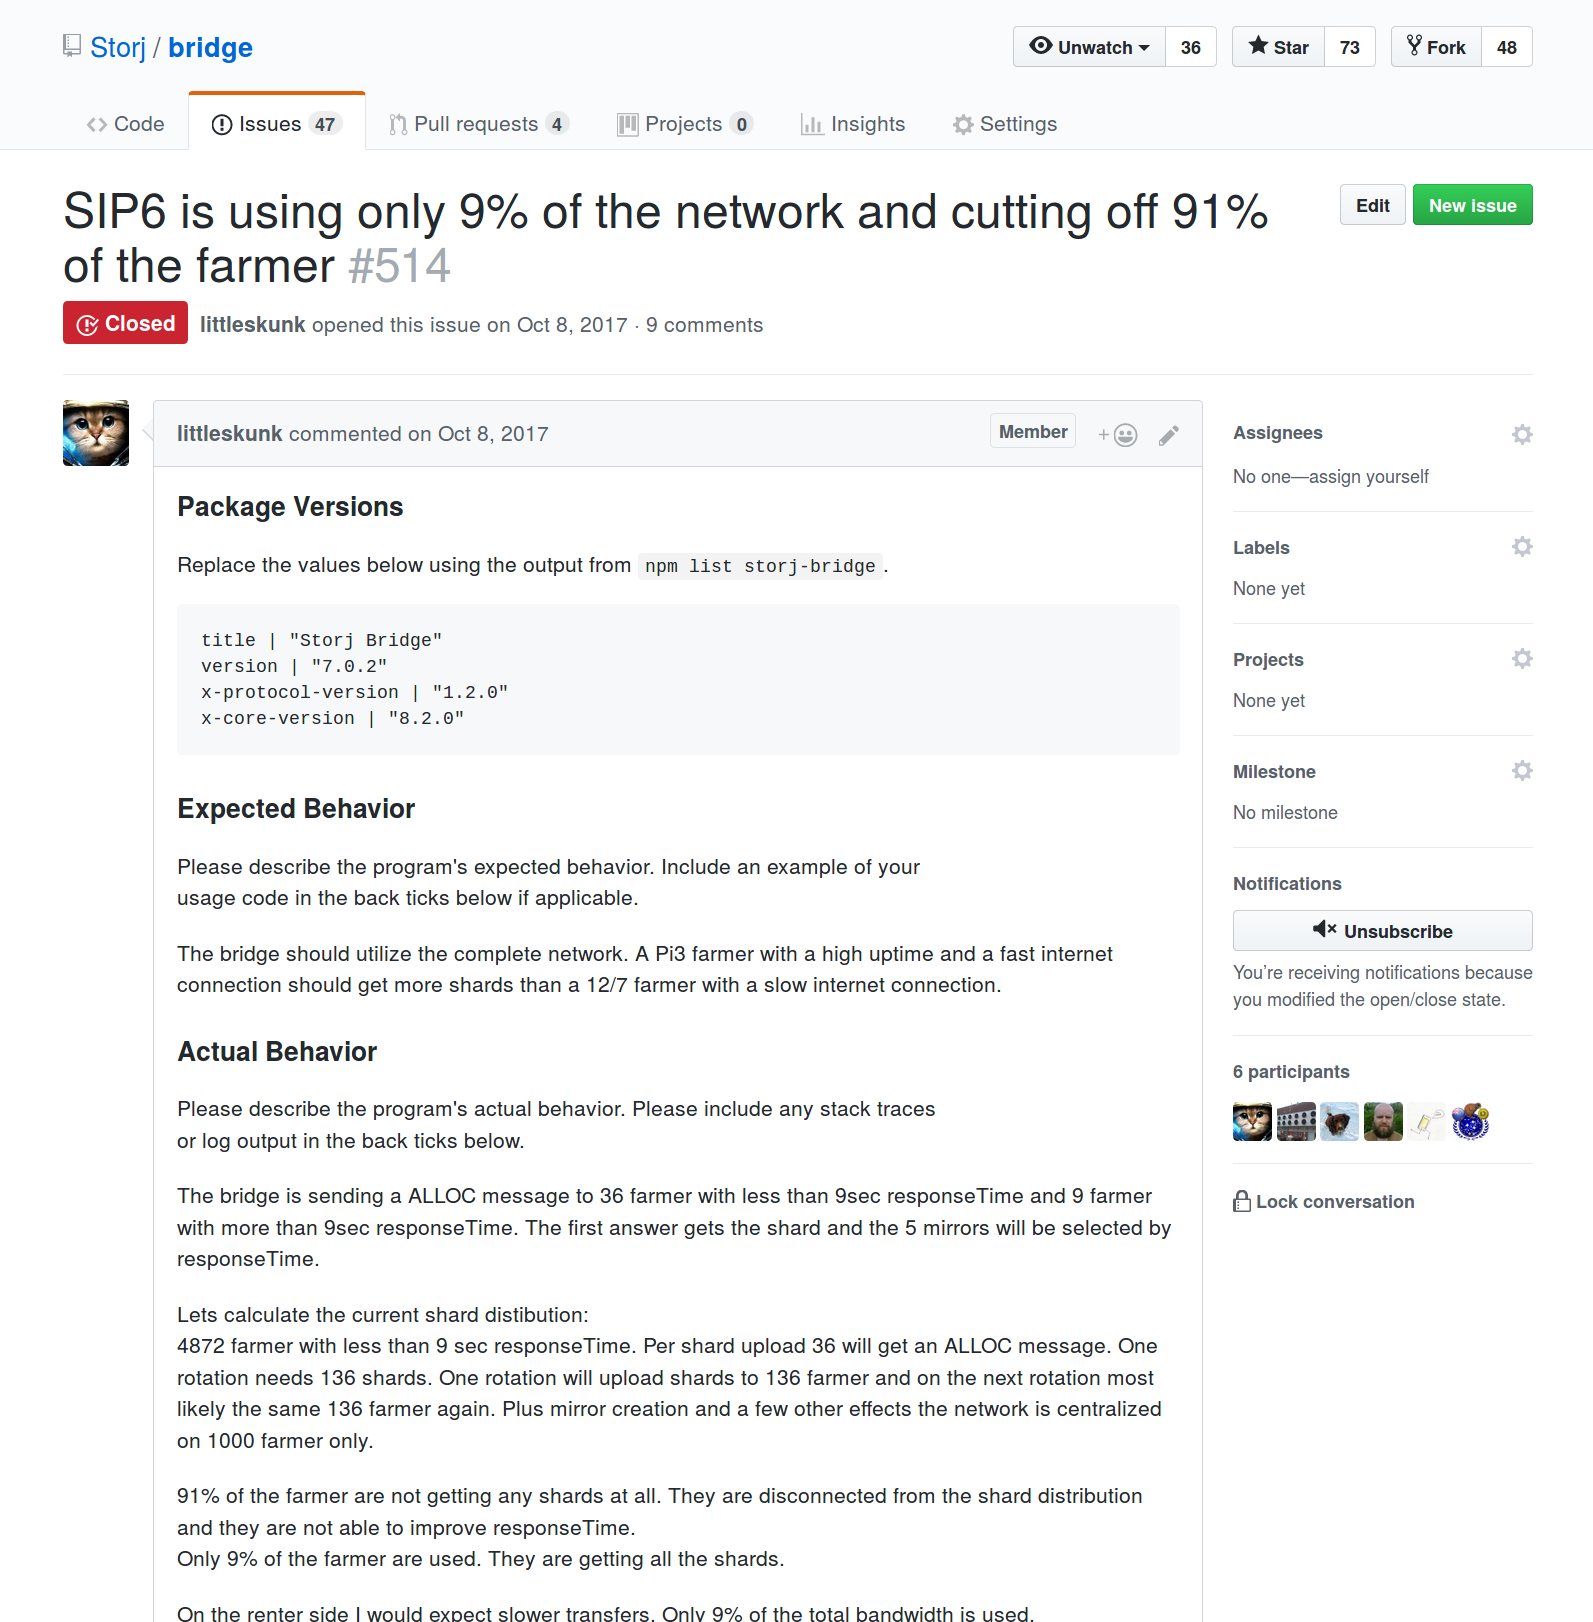 Storj / bridge
Unwatch 36 Star 73 Fork 48
Code Issues 47 Pull requests 4 Projects 0 Insights Settings
SIP6 is using only 9% of the network and cutting off 91%
of the farmer #514
Edit New issue
Closed littleskunk opened this issue on Oct 8, 2017 · 9 comments
littleskunk commented on Oct 8, 2017 Member
Package Versions
Replace the values below using the output from npm list storj-bridge.
title | "Storj Bridge"
version | "7.0.2"
x-protocol-version | "1.2.0"
x-core-version | "8.2.0"
Expected Behavior
Please describe the program's expected behavior. Include an example of your
usage code in the back ticks below if applicable.
The bridge should utilize the complete network. A Pi3 farmer with a high uptime and a fast internet
connection should get more shards than a 12/7 farmer with a slow internet connection.
Actual Behavior
Please describe the program's actual behavior. Please include any stack traces
or log output in the back ticks below.
The bridge is sending a ALLOC message to 36 farmer with less than 9sec responseTime and 9 farmer
with more than 9sec responseTime. The first answer gets the shard and the 5 mirrors will be selected by
responseTime.
Lets calculate the current shard distibution:
4872 farmer with less than 9 sec responseTime. Per shard upload 36 will get an ALLOC message. One
rotation needs 136 shards. One rotation will upload shards to 136 farmer and on the next rotation most
likely the same 136 farmer again. Plus mirror creation and a few other effects the network is centralized
on 1000 farmer only.
91% of the farmer are not getting any shards at all. They are disconnected from the shard distribution
and they are not able to improve responseTime.
Only 9% of the farmer are used. They are getting all the shards.
On the renter side I would expect slower transfers. Only 9% of the total bandwidth is used.
Assignees
No one—assign yourself
Labels
None yet
Projects
None yet
Milestone
No milestone
Notifications
Unsubscribe
You’re receiving notifications because
you modified the open/close state.
6 participants
Lock conversation